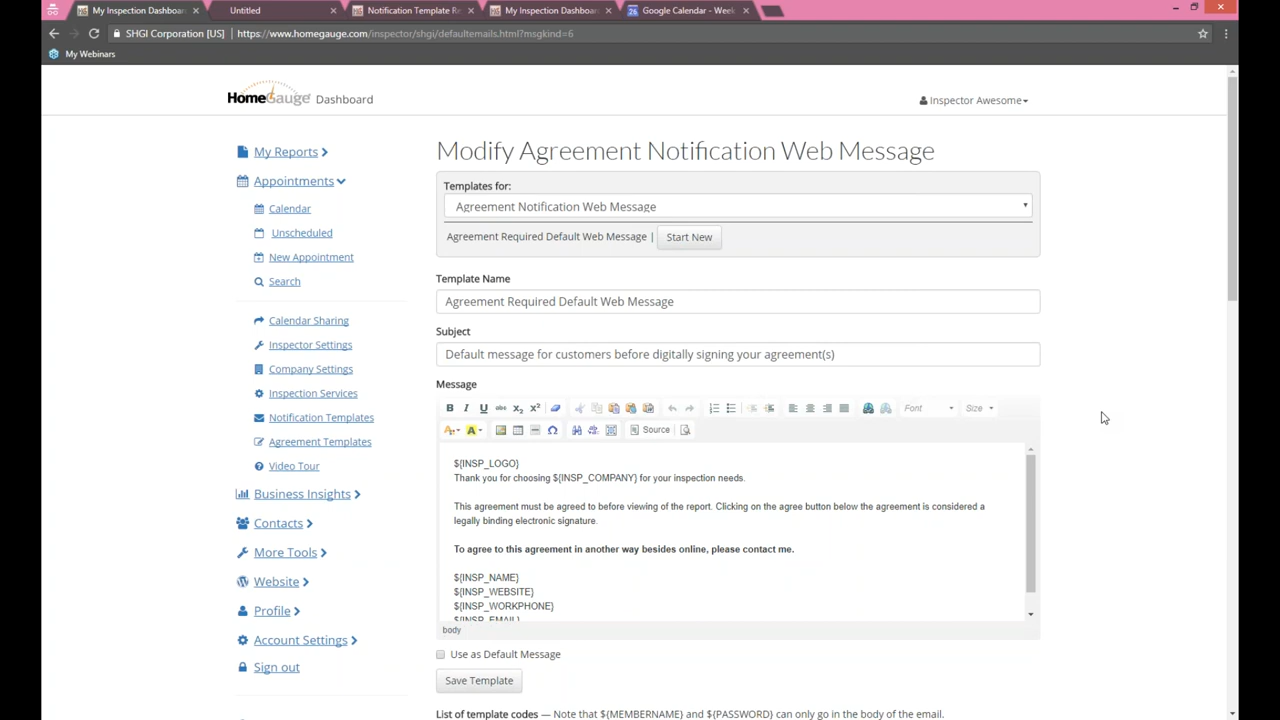 My Inspection Dashboar
Untitled
Notification Template Re
My Inspection Dashboar
26 Google Calendar - Week
SHGI Corporation [US] https://www.homegauge.com/inspector/shgi/defaultemails.html?msgkind=6
My Webinars
HomeGauge Dashboard
Inspector Awesome
My Reports
Appointments
Calendar
Unscheduled
New Appointment
Search
Calendar Sharing
Inspector Settings
Company Settings
Inspection Services
Notification Templates
Agreement Templates
Video Tour
Business Insights
Contacts
More Tools
Website
Profile
Account Settings
Sign out
Modify Agreement Notification Web Message
Templates for:
Agreement Notification Web Message
Agreement Required Default Web Message | Start New
Template Name
Agreement Required Default Web Message
Subject
Default message for customers before digitally signing your agreement(s)
Message
Font Size
Source
${INSP_LOGO}
Thank you for choosing ${INSP_COMPANY} for your inspection needs.
This agreement must be agreed to before viewing of the report. Clicking on the agree button below the agreement is considered a
legally binding electronic signature.
To agree to this agreement in another way besides online, please contact me.
${INSP_NAME}
${INSP_WEBSITE}
${INSP_WORKPHONE}
${INSP_EMAIL}
body
Use as Default Message
Save Template
List of template codes — Note that ${MEMBERNAME} and ${PASSWORD} can only go in the body of the email.